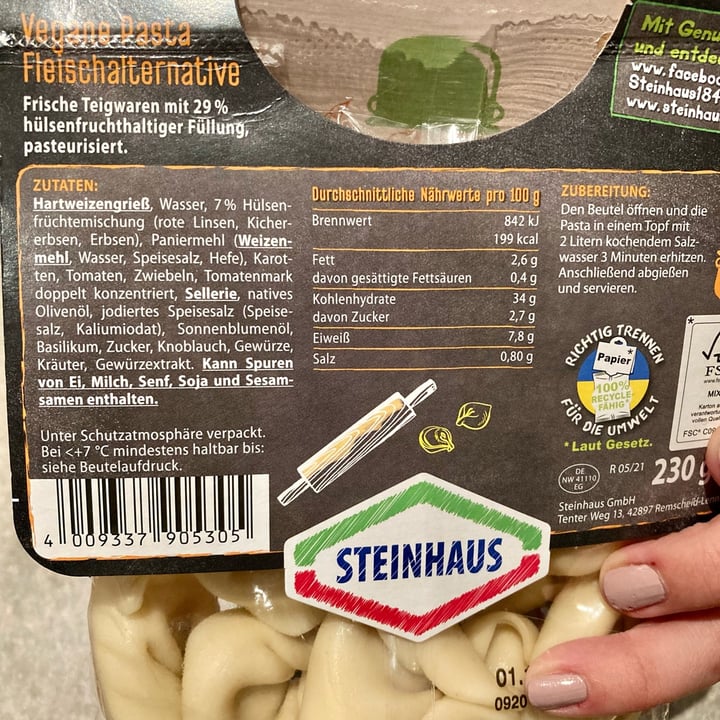 Vegane Pasta
Fleischalternative
Frische Teigwaren mit 29 %
hülsenfruchthaltiger Füllung,
pasteurisiert.
Mit Genu
und entde
www.faceboo
Steinhaus184
www.steinhau
ZUTATEN:
Hartweizengrieß, Wasser, 7 % Hülsen-
früchtemischung (rote Linsen, Kicher-
erbsen, Erbsen), Paniermehl (Weizen-
mehl, Wasser, Speisesalz, Hefe), Karot-
ten, Tomaten, Zwiebeln, Tomatenmark
doppelt konzentriert, Sellerie, natives
Olivenöl, jodiertes Speisesalz (Speise-
salz, Kaliumiodat), Sonnenblumenöl,
Basilikum, Zucker, Knoblauch, Gewürze,
Kräuter, Gewürzextrakt. Kann Spuren
von Ei, Milch, Senf, Soja und Sesam-
samen enthalten.
Unter Schutzatmosphäre verpackt.
Bei <+7 °C mindestens haltbar bis:
siehe Beutelaufdruck.
4 009337 905305
Durchschnittliche Nährwerte pro 100 g
Brennwert 842 kJ
199 kcal
Fett 2,6 g
davon gesättigte Fettsäuren 0,4 g
Kohlenhydrate 34 g
davon Zucker 2,7 g
Eiweiß 7,8 g
Salz 0,80 g
ZUBEREITUNG:
Den Beutel öffnen und die
Pasta in einem Topf mit
2 Litern kochendem Salz-
wasser 3 Minuten erhitzen.
Anschließend abgießen
und servieren.
RICHTIG TRENNEN
Papier*
100%
RECYCLE-
FÄHIG*
FÜR DIE UMWELT
* Laut Gesetz.
FS
MIX
Karton a
FSC® C09
DE
NW 41110
EG
R 05/21
230 g
Steinhaus GmbH
Tenter Weg 13, 42897 Remscheid-Len
STEINHAUS
01.
0920